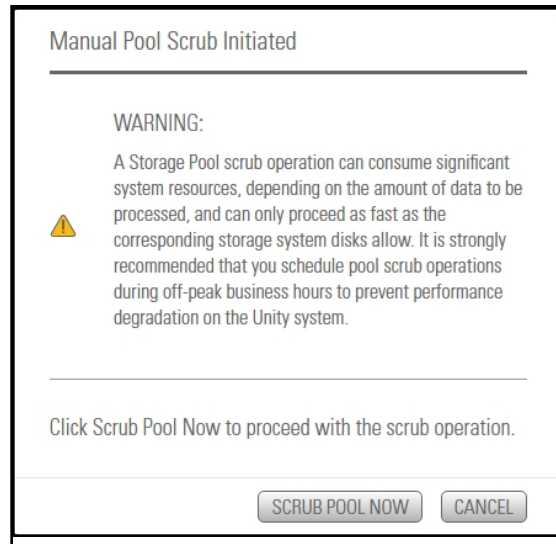 Manual Pool Scrub Initiated
WARNING:
A Storage Pool scrub operation can consume significant
system resources, depending on the amount of data to be
processed, and can only proceed as fast as the
corresponding storage system disks allow. It is strongly
recommended that you schedule pool scrub operations
during off-peak business hours to prevent performance
degradation on the Unity system.
Click Scrub Pool Now to proceed with the scrub operation.
SCRUB POOL NOW CANCEL